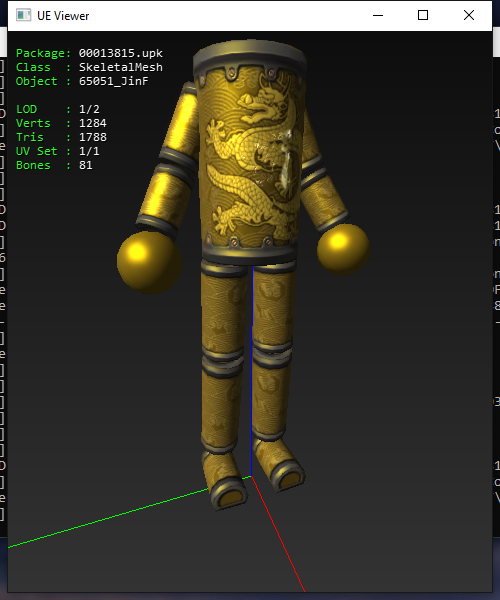 UE Viewer
Package: 00013815.upk
Class  : SkeletalMesh
Object : 65051_JinF
LOD    : 1/2
Verts  : 1284
Tris   : 1788
UV Set : 1/1
Bones  : 81